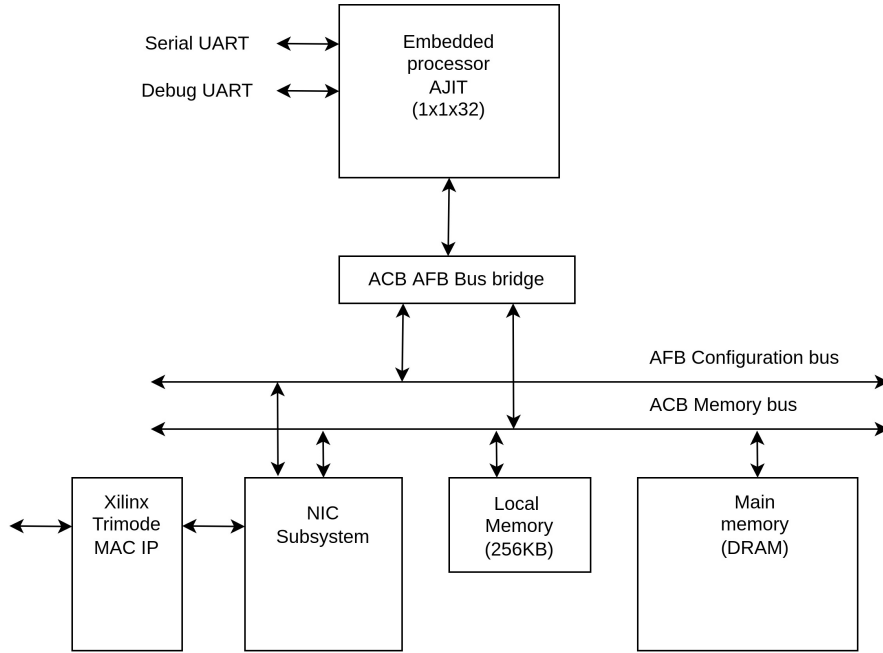 Serial UART
Debug UART
Embedded
processor
AJIT
(1x1x32)
ACB AFB Bus bridge
AFB Configuration bus
ACB Memory bus
Xilinx
Trimode
MAC IP
NIC
Subsystem
Local
Memory
(256KB)
Main
memory
(DRAM)